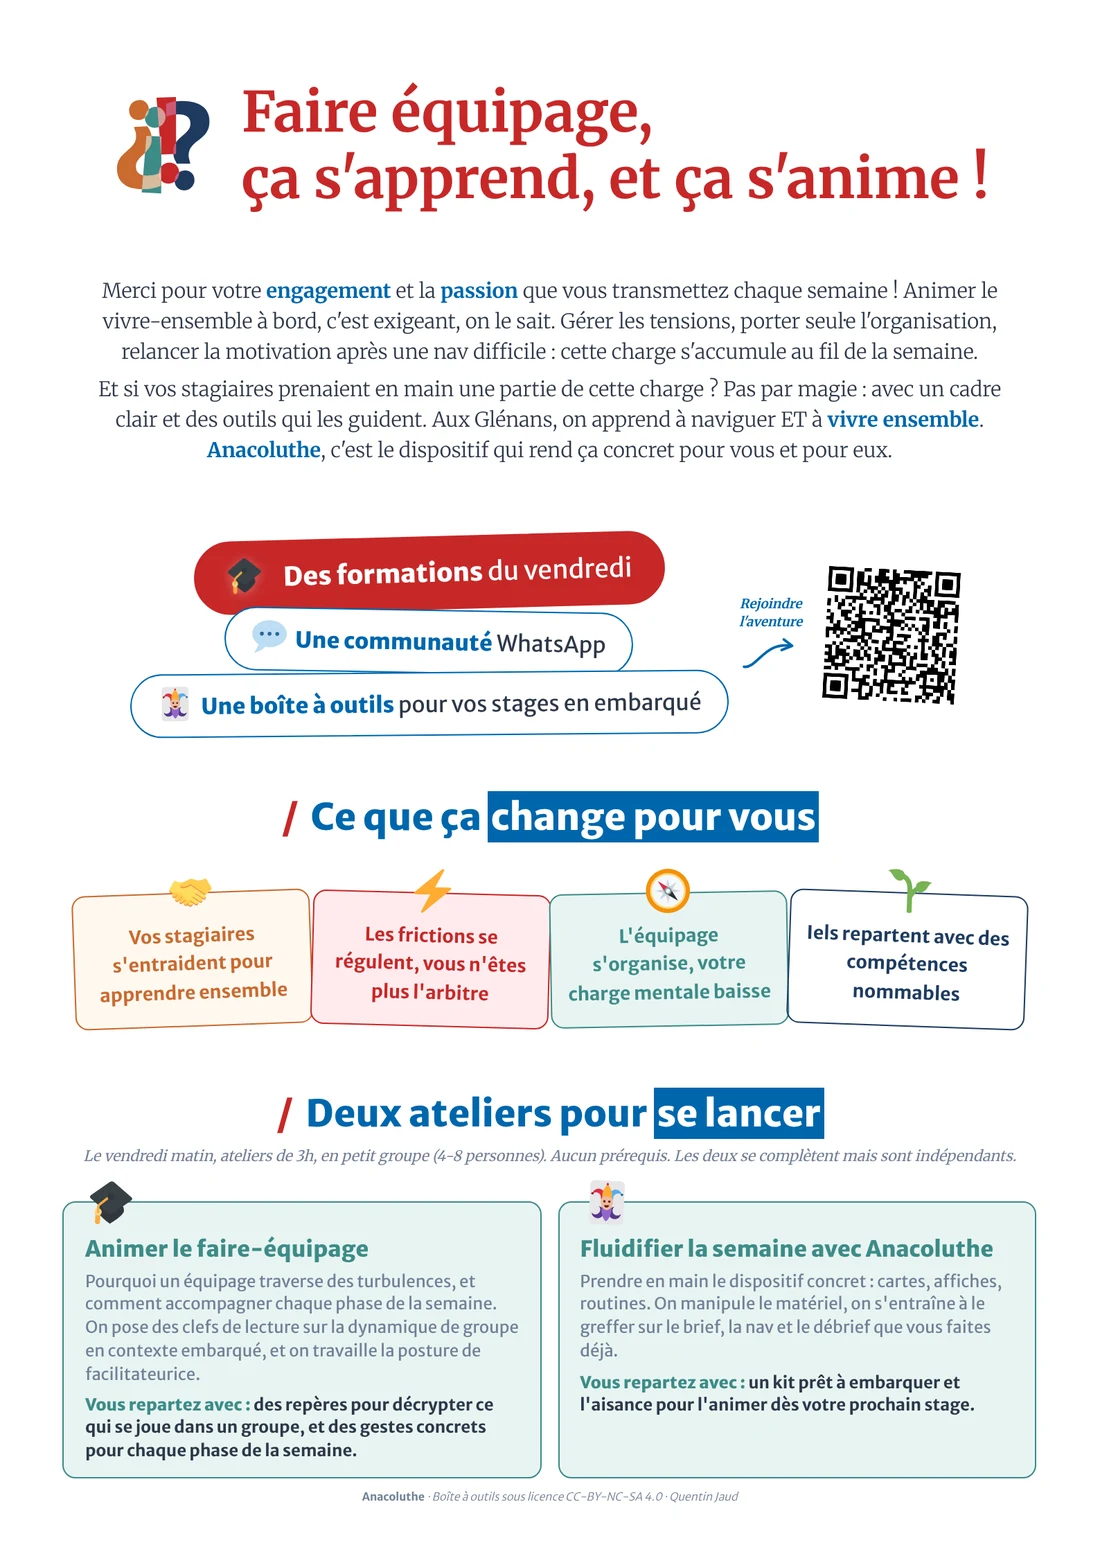 Faire équipage,
ça s'apprend, et ça s'anime !
Merci pour votre engagement et la passion que vous transmettez chaque semaine ! Animer le
vivre-ensemble à bord, c'est exigeant, on le sait. Gérer les tensions, porter seul·e l'organisation,
relancer la motivation après une nav difficile : cette charge s'accumule au fil de la semaine.
Et si vos stagiaires prenaient en main une partie de cette charge ? Pas par magie : avec un cadre
clair et des outils qui les guident. Aux Glénans, on apprend à naviguer ET à vivre ensemble.
Anacoluthe, c'est le dispositif qui rend ça concret pour vous et pour eux.
Des formations du vendredi
Une communauté WhatsApp
Une boîte à outils pour vos stages en embarqué
Rejoindre
l'aventure
/ Ce que ça change pour vous
Vos stagiaires
s'entraident pour
apprendre ensemble
Les frictions se
régulent, vous n'êtes
plus l'arbitre
L'équipage
s'organise, votre
charge mentale baisse
Iels repartent avec des
compétences
nommables
/ Deux ateliers pour se lancer
Le vendredi matin, ateliers de 3h, en petit groupe (4-8 personnes). Aucun prérequis. Les deux se complètent mais sont indépendants.
Animer le faire-équipage
Pourquoi un équipage traverse des turbulences, et
comment accompagner chaque phase de la semaine.
On pose des clefs de lecture sur la dynamique de groupe
en contexte embarqué, et on travaille la posture de
facilitateurice.
Vous repartez avec : des repères pour décrypter ce
qui se joue dans un groupe, et des gestes concrets
pour chaque phase de la semaine.
Fluidifier la semaine avec Anacoluthe
Prendre en main le dispositif concret : cartes, affiches,
routines. On manipule le matériel, on s'entraîne à le
greffer sur le brief, la nav et le débrief que vous faites
déjà.
Vous repartez avec : un kit prêt à embarquer et
l'aisance pour l'animer dès votre prochain stage.
Anacoluthe · Boîte à outils sous licence CC-BY-NC-SA 4.0 · Quentin Jaud